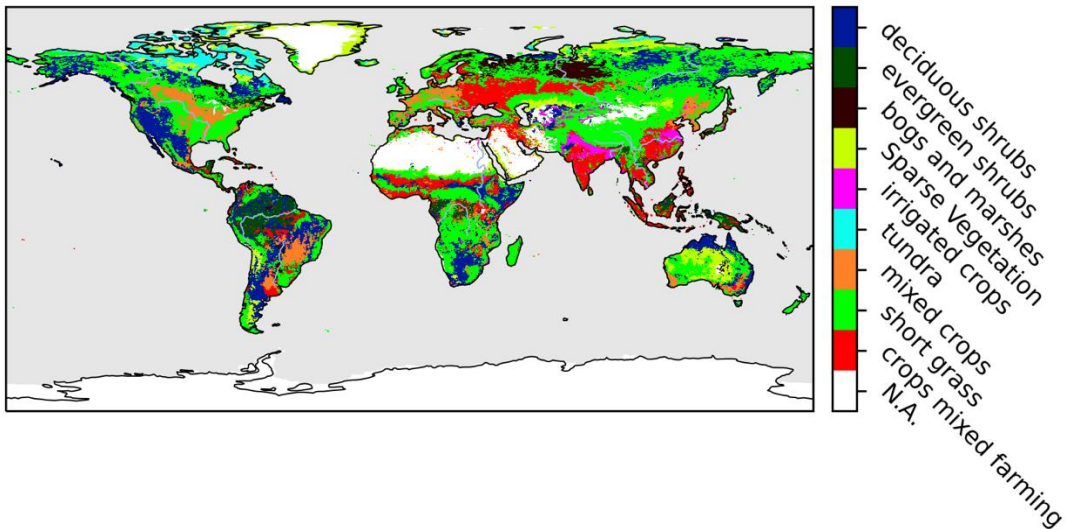 deciduous shrubs
evergreen shrubs
bogs and marshes
Sparse Vegetation
irrigated crops
tundra
mixed crops
short grass
crops mixed farming
N.A.